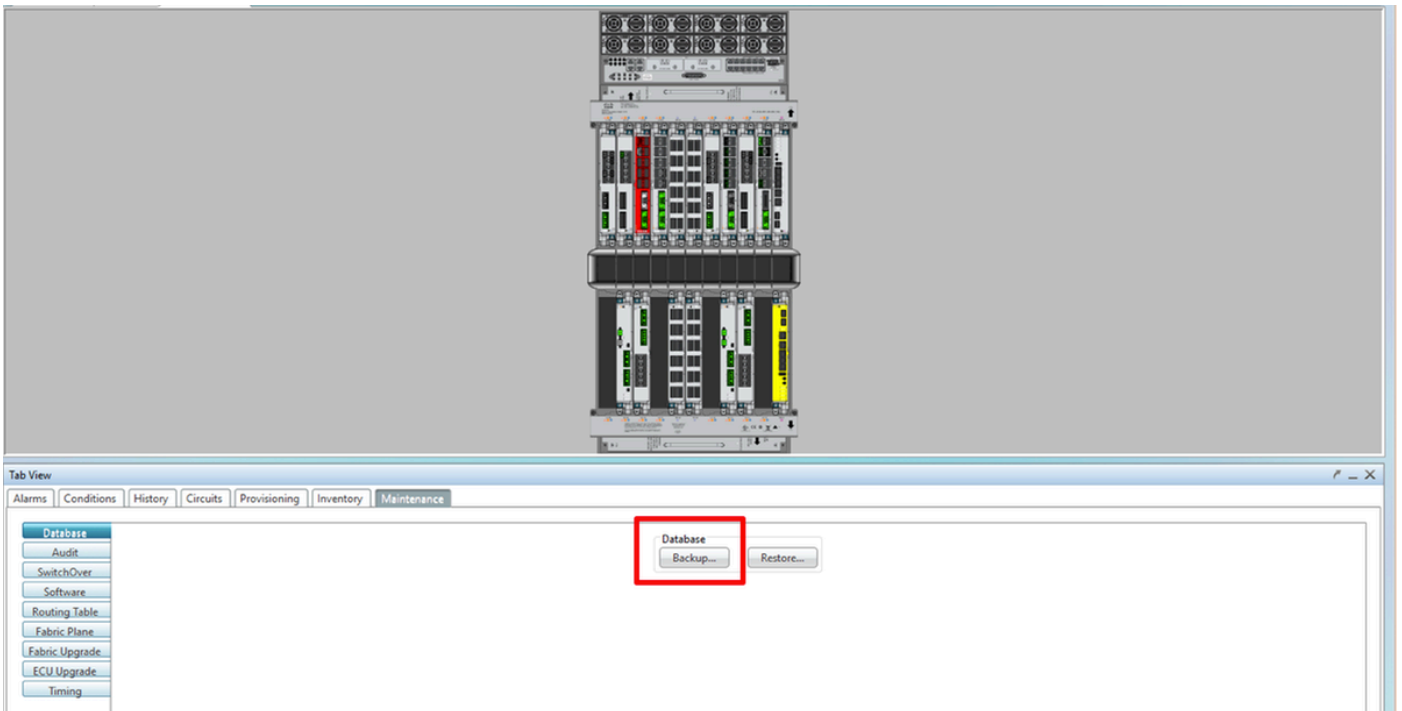 Tab View
Alarms Conditions History Circuits Provisioning Inventory Maintenance
Database
Audit
SwitchOver
Software
Routing Table
Fabric Plane
Fabric Upgrade
ECU Upgrade
Timing
Database
Backup... Restore...